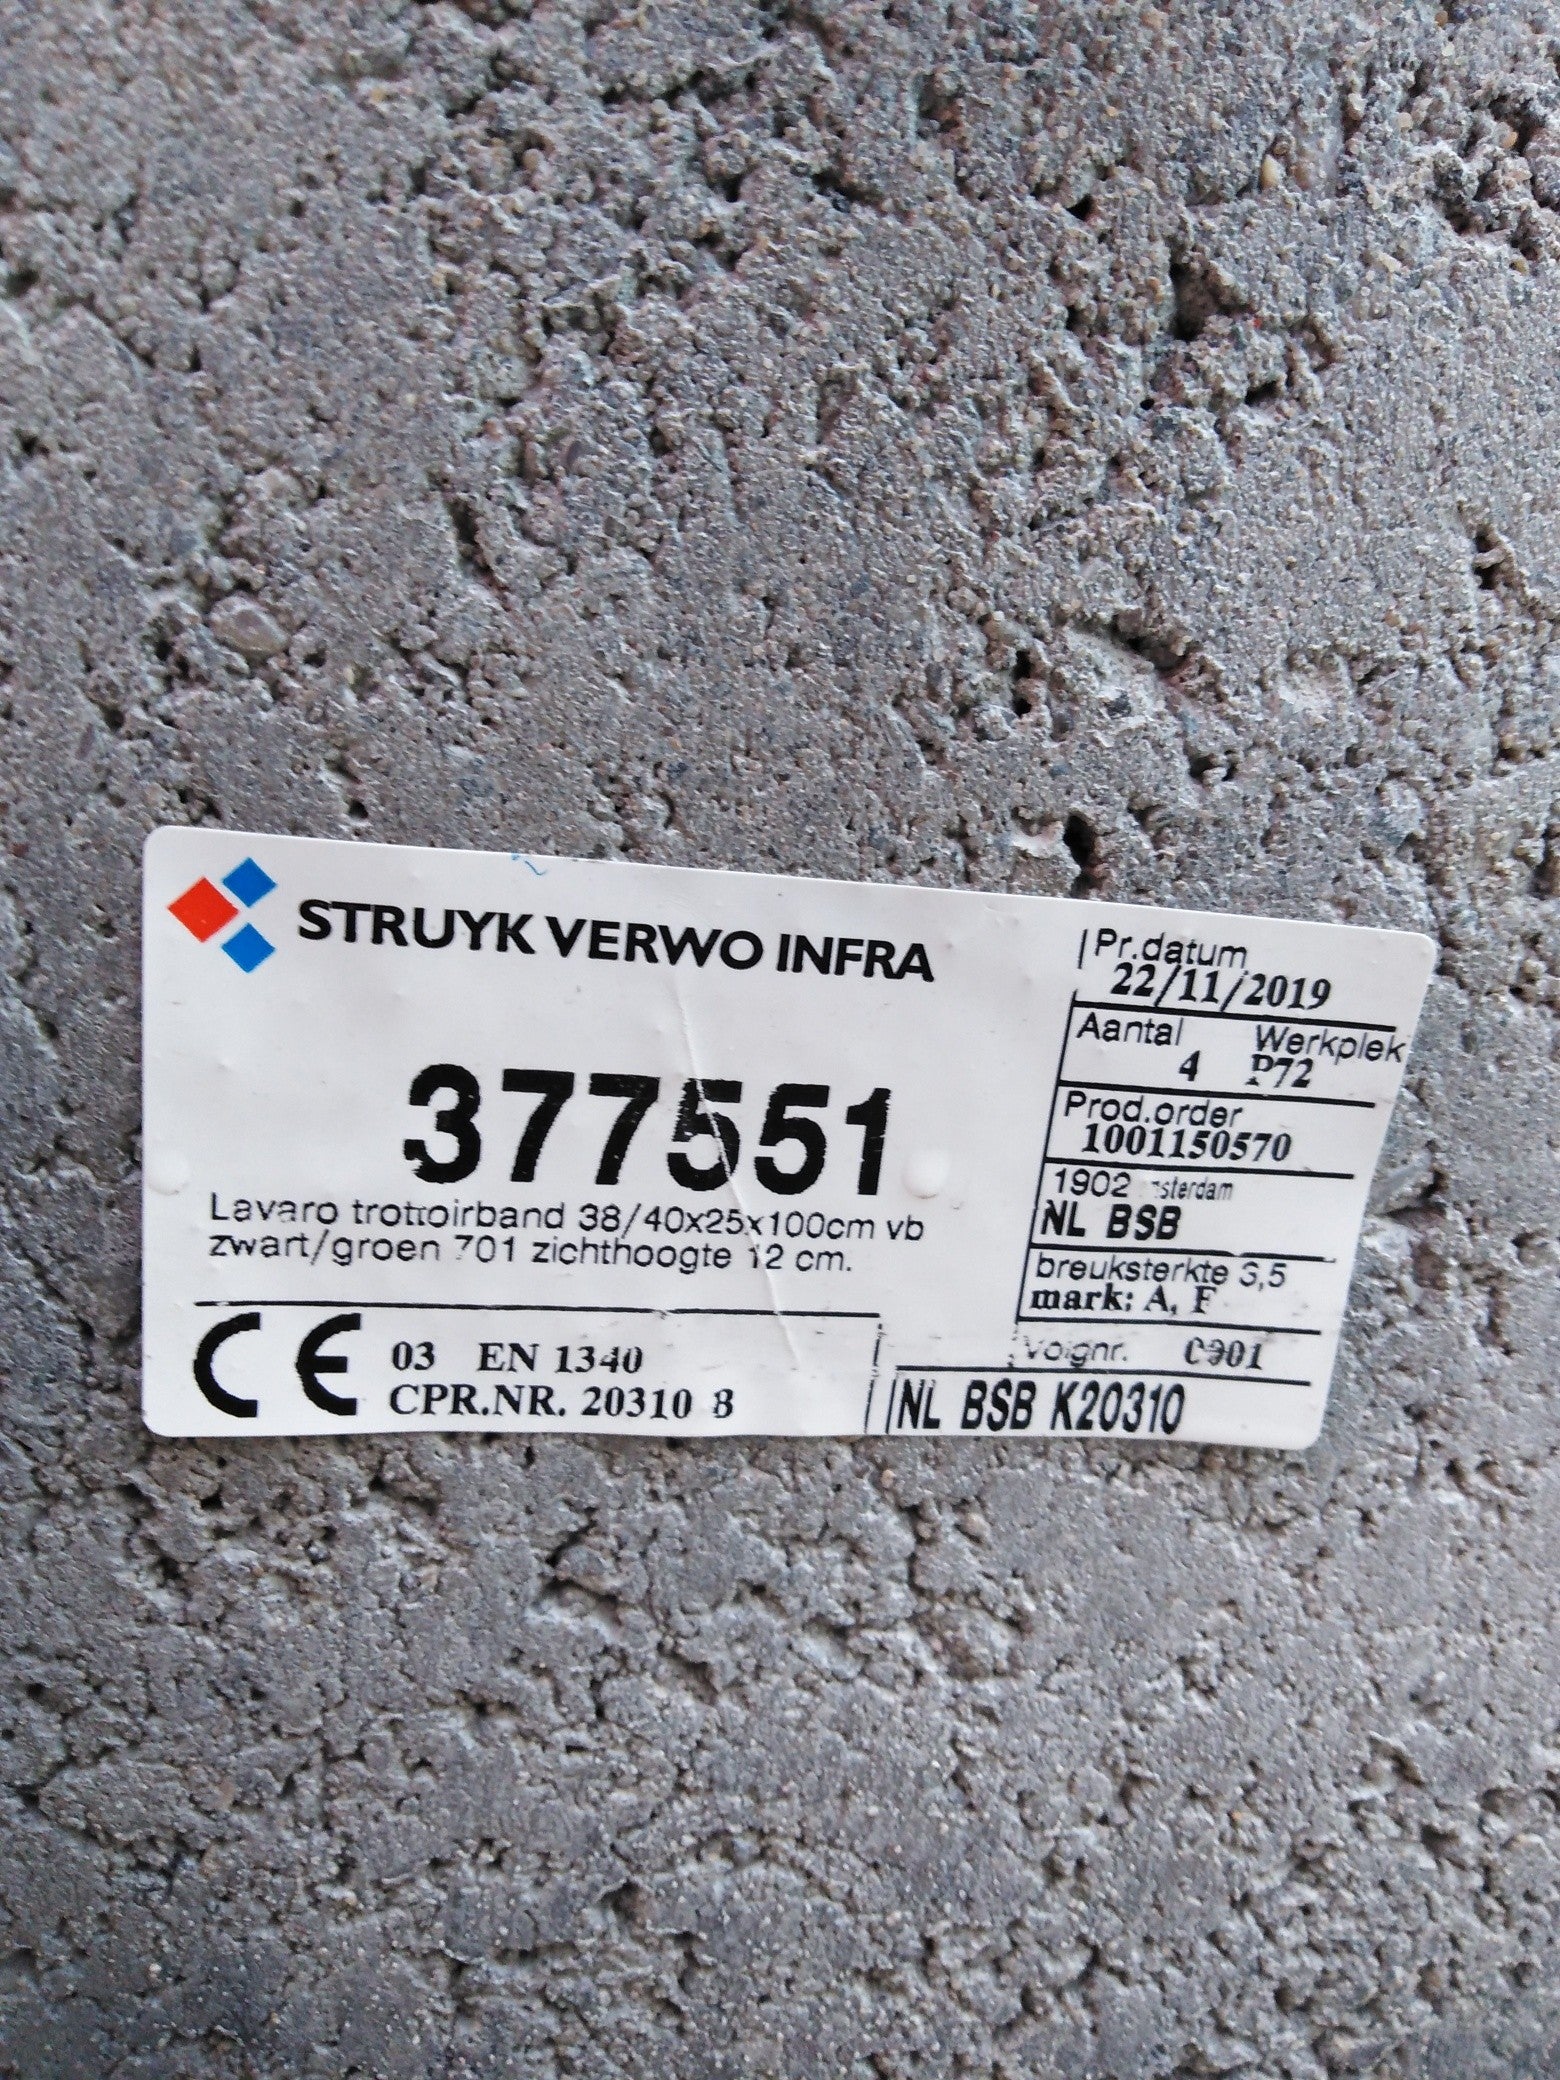 STRUYK VERWO INFRA
377551
Lavaro trottoirband 38/40x25x100cm vb
zwart/groen 701 zichthoogte 12 cm.
CE 03 EN 1340
CPR.NR. 20310 8
Pr.datum
22/11/2019
Aantal Werkplek
4 P72
Prod.order
1001150570
1902
NL BSB
breuksterkte 3,5
mark: A, F
Volgnr. 0001
NL BSB K20310